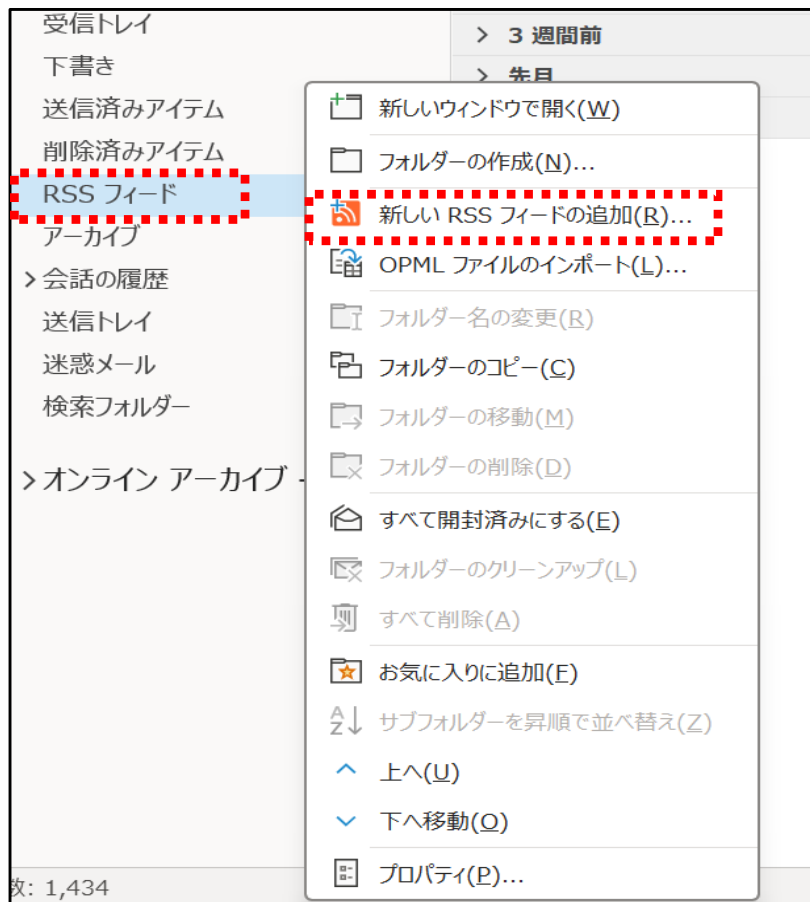 受信トレイ
下書き
送信済みアイテム
削除済みアイテム
RSS フィード
アーカイブ
会話の履歴
送信トレイ
迷惑メール
検索フォルダー
オンライン アーカイブ -
3 週間前
先月
新しいウィンドウで開く(W)
フォルダーの作成(N)...
新しい RSS フィードの追加(R)...
OPML ファイルのインポート(L)...
フォルダー名の変更(R)
フォルダーのコピー(C)
フォルダーの移動(M)
フォルダーの削除(D)
すべて開封済みにする(E)
フォルダーのクリーンアップ(L)
すべて削除(A)
お気に入りに追加(F)
サブフォルダーを昇順で並べ替え(Z)
上へ(U)
下へ移動(O)
プロパティ(P)...
数: 1,434